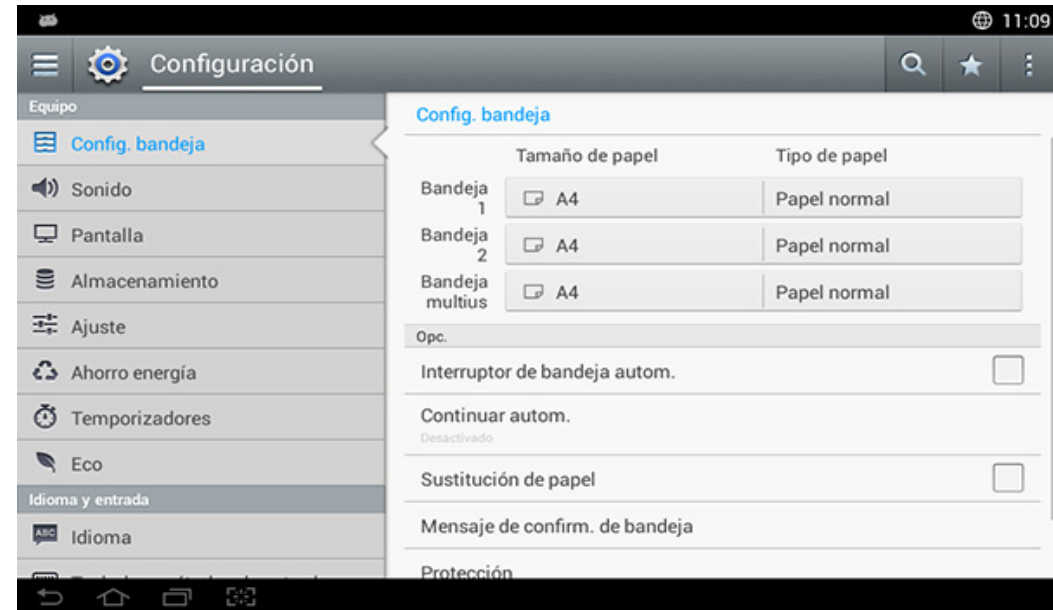 11:09
Configuración
Equipo
Config. bandeja
Sonido
Pantalla
Almacenamiento
Ajuste
Ahorro energía
Temporizadores
Eco
Idioma y entrada
ABC
Idioma
Config. bandeja
Tamaño de papel Tipo de papel
Bandeja
1
A4 Papel normal
Bandeja
2
A4 Papel normal
Bandeja
multius
A4 Papel normal
Opc.
Interruptor de bandeja autom.
Continuar autom.
Desactivado
Sustitución de papel
Mensaje de confirm. de bandeja
Protección